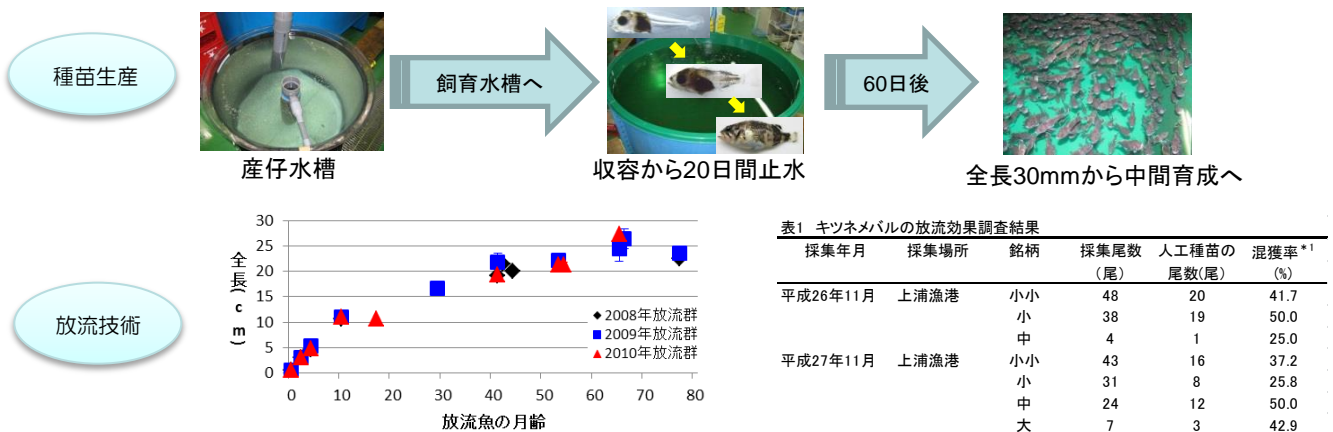 種苗生産
飼育水槽へ
60日後
産仔水槽
収容から20日間止水
全長30mmから中間育成へ
放流技術
全長(cm)
30
25
20
15
10
5
0
0 10 20 30 40 50 60 70 80
放流魚の月齢
2008年放流群
2009年放流群
2010年放流群
表1 キツネメバルの放流効果調査結果
採集年月 採集場所 銘柄 採集尾数(尾) 人工種苗の尾数(尾) 混獲率*1(%)
平成26年11月 上浦漁港 小小 48 20 41.7
小 38 19 50.0
中 4 1 25.0
平成27年11月 上浦漁港 小小 43 16 37.2
小 31 8 25.8
中 24 12 50.0
大 7 3 42.9